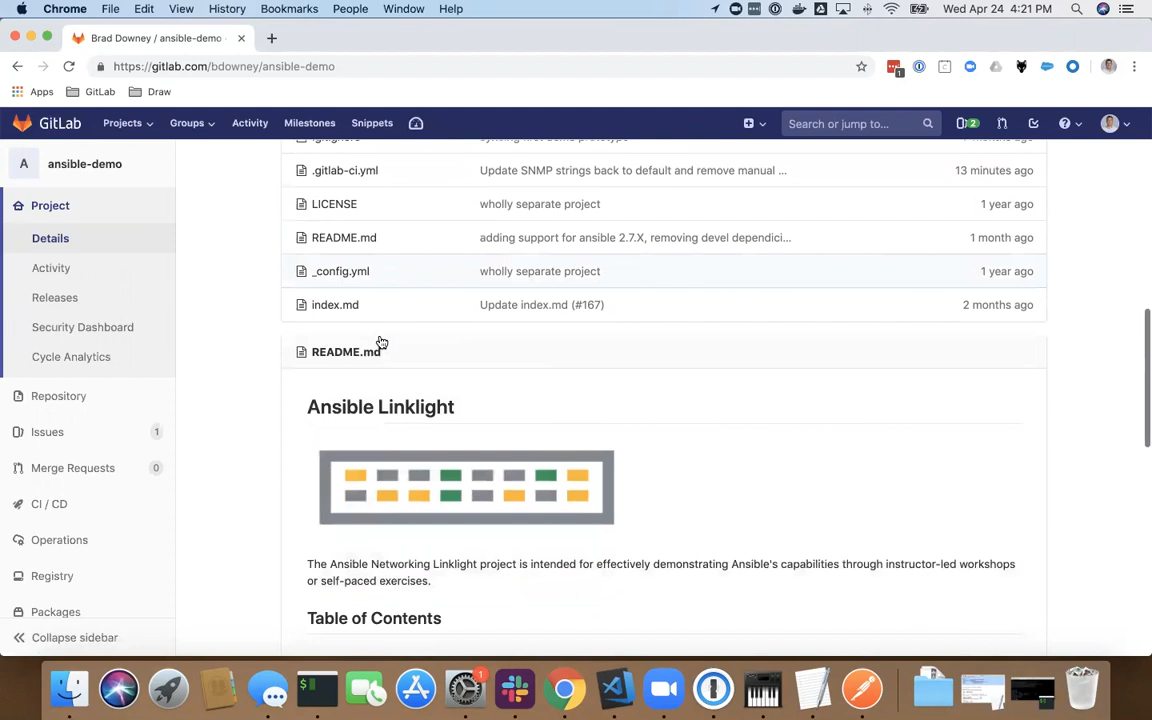 Chrome File Edit View History Bookmarks People Window Help Wed Apr 24 4:21 PM
Brad Downey / ansible-demo
https://gitlab.com/bdowney/ansible-demo
1
Apps GitLab Draw
GitLab Projects Groups Activity Milestones Snippets Search or jump to... 2
A ansible-demo
Project
Details
Activity
Releases
Security Dashboard
Cycle Analytics
Repository
Issues 1
Merge Requests 0
CI / CD
Operations
Registry
Packages
Collapse sidebar
.gitlab-ci.yml Update SNMP strings back to default and remove manual ... 13 minutes ago
LICENSE wholly separate project 1 year ago
README.md adding support for ansible 2.7.X, removing devel dependici... 1 month ago
_config.yml wholly separate project 1 year ago
index.md Update index.md (#167) 2 months ago
README.md
Ansible Linklight
The Ansible Networking Linklight project is intended for effectively demonstrating Ansible's capabilities through instructor-led workshops
or self-paced exercises.
Table of Contents
1